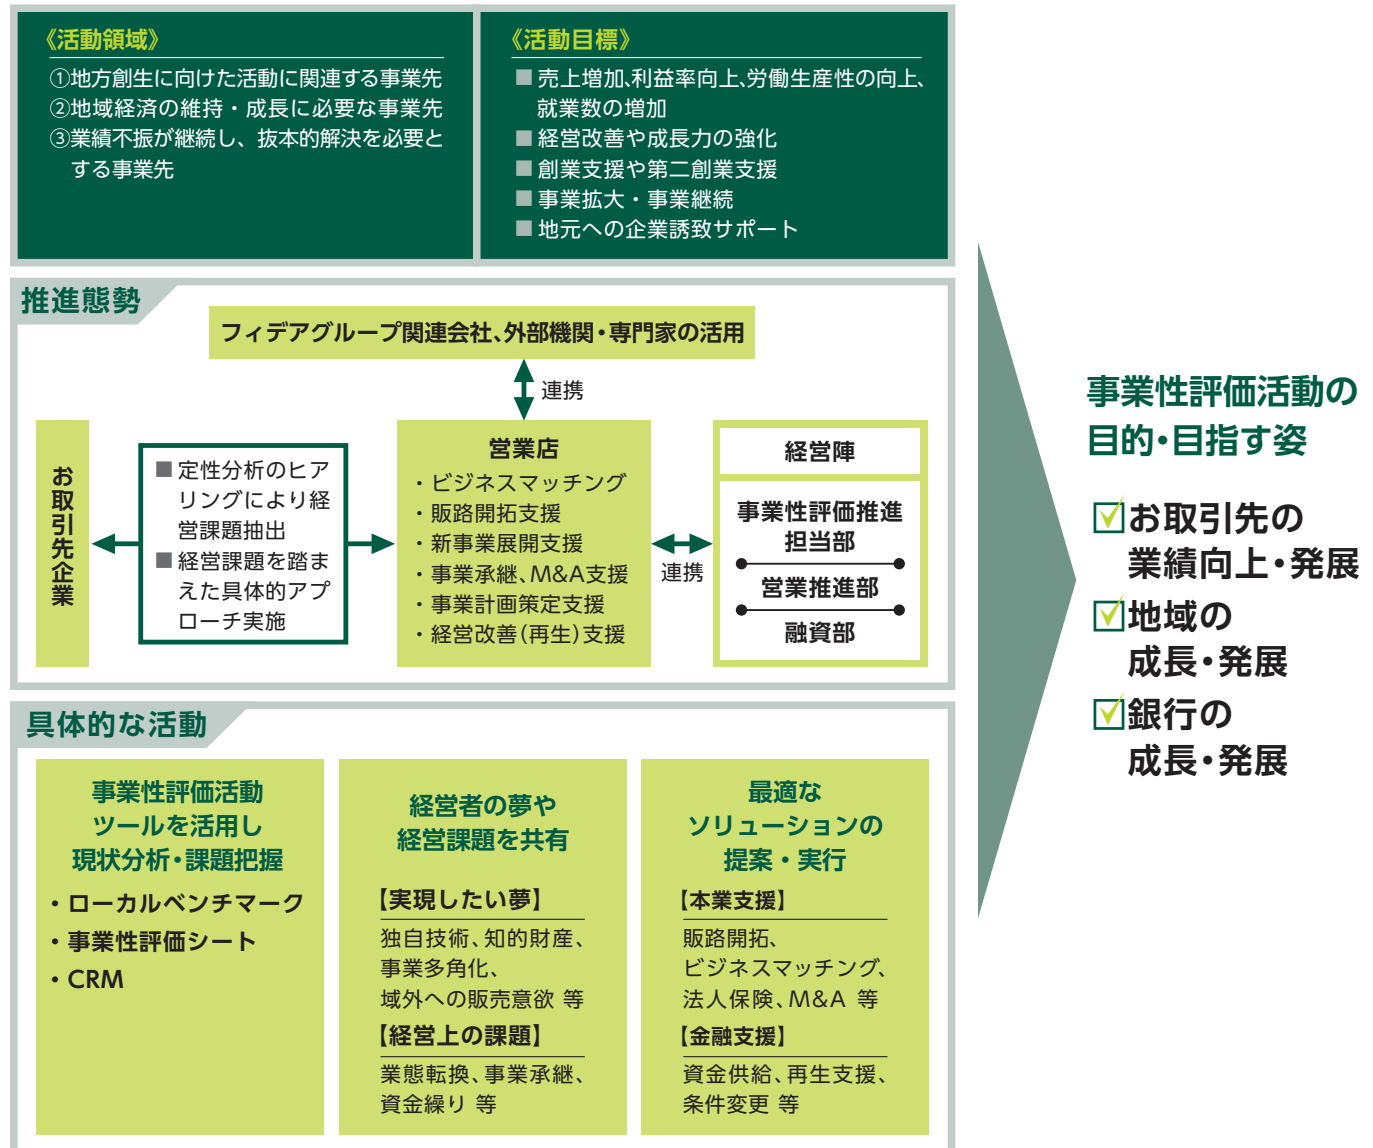 《活動領域》
①地方創生に向けた活動に関連する事業先
②地域経済の維持・成長に必要な事業先
③業績不振が継続し、抜本的解決を必要と
する事業先
《活動目標》
■売上増加、利益率向上、労働生産性の向上、
就業数の増加
■経営改善や成長力の強化
■創業支援や第二創業支援
■事業拡大・事業継続
■地元への企業誘致サポート
推進態勢
フィデアグループ関連会社、外部機関・専門家の活用
連携
お取引先企業
■定性分析のヒア
リングにより経
営課題抽出
■経営課題を踏ま
えた具体的アプ
ローチ実施
営業店
・ビジネスマッチング
・販路開拓支援
・新事業展開支援
・事業承継、M&A支援
・事業計画策定支援
・経営改善(再生)支援
連携
経営陣
事業性評価推進
担当部
営業推進部
融資部
具体的な活動
事業性評価活動
ツールを活用し
現状分析・課題把握
・ローカルベンチマーク
・事業性評価シート
・CRM
経営者の夢や
経営課題を共有
【実現したい夢】
独自技術、知的財産、
事業多角化、
域外への販売意欲 等
【経営上の課題】
業態転換、事業承継、
資金繰り 等
最適な
ソリューションの
提案・実行
【本業支援】
販路開拓、
ビジネスマッチング、
法人保険、M&A 等
【金融支援】
資金供給、再生支援、
条件変更 等
事業性評価活動の
目的・目指す姿
お取引先の
業績向上・発展
地域の
成長・発展
銀行の
成長・発展